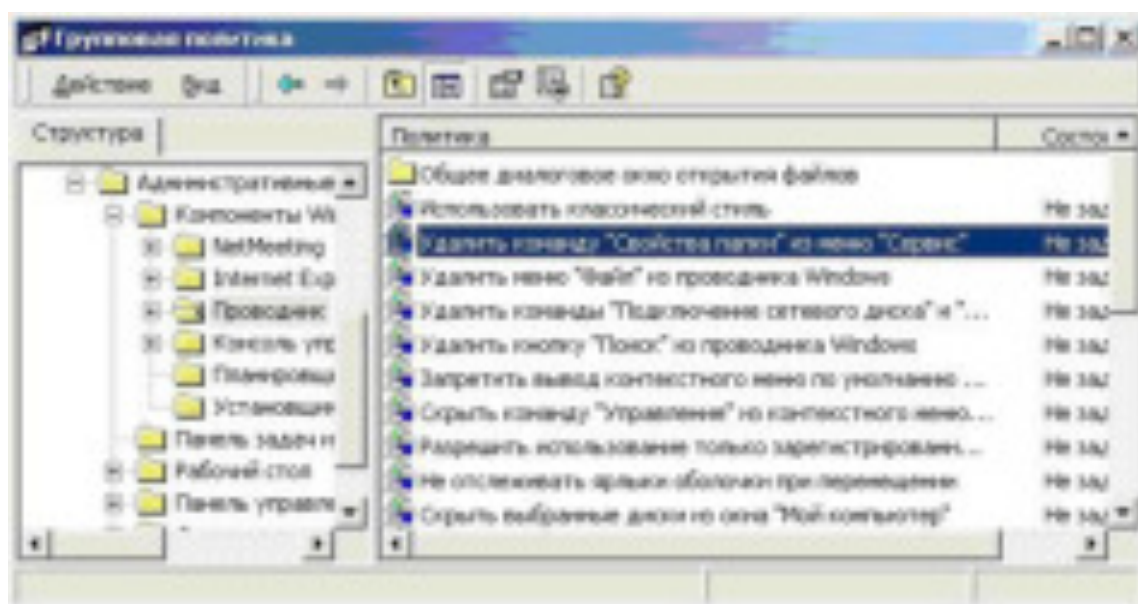 Групповая политика
Действие Вид
Структура
Политика Состоя
Административные
Компоненты Wi
NetMeeting
Internet Exp
Проводник
Консоль упр
Планировщи
Установщик
Панель задач и
Рабочий стол
Панель управле
Общее диалоговое окно открытия файлов
Использовать классический стиль Не зад
Удалить команду "Свойства папки" из меню "Сервис" Не зад
Удалить меню "Файл" из проводника Windows Не зад
Удалить команды "Подключение сетевого диска" и "... Не зад
Удалить кнопку "Поиск" из проводника Windows Не зад
Запретить вывод контекстного меню по умолчанию ... Не зад
Скрыть команду "Управление" из контекстного меню... Не зад
Разрешить использование только зарегистрированн... Не зад
Не отслеживать ярлыки оболочки при перемещении Не зад
Скрыть выбранные диски из окна "Мой компьютер" Не зад